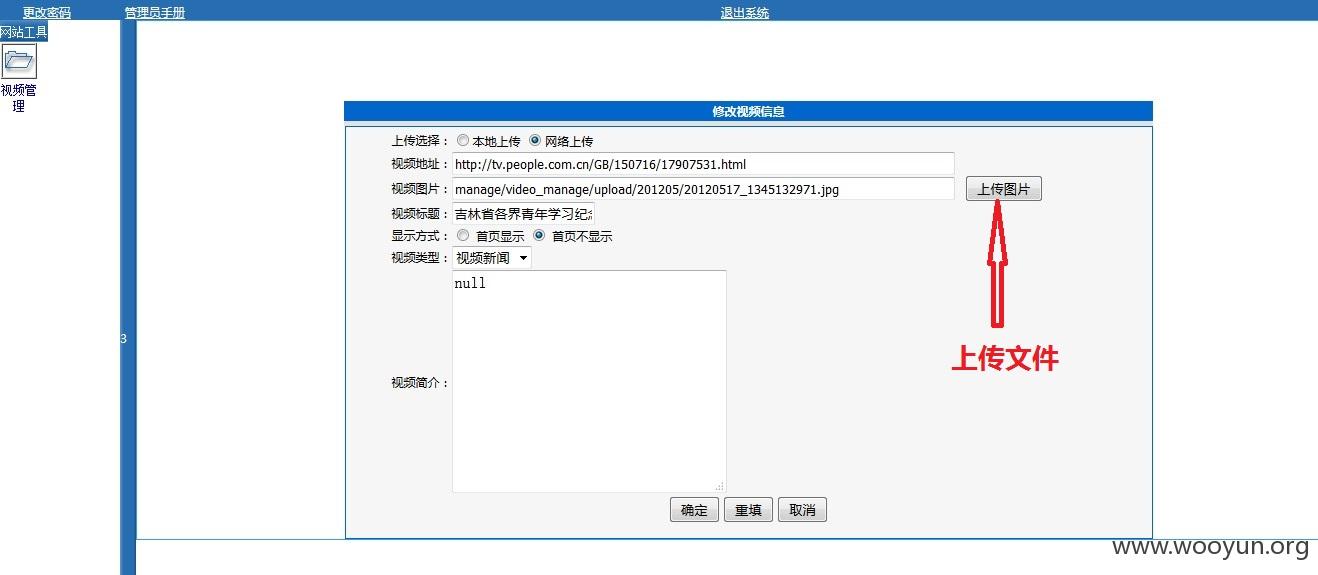 更改密码 管理员手册 退出系统
网站工具
视频管
理
修改视频信息
上传选择： 本地上传 网络上传
视频地址： http://tv.people.com.cn/GB/150716/17907531.html
视频图片： manage/video_manage/upload/201205/20120517_1345132971.jpg 上传图片
视频标题： 吉林省各界青年学习纪
显示方式： 首页显示 首页不显示
视频类型： 视频新闻
null
3
上传文件
视频简介：
确定 重填 取消
www.wooyun.org